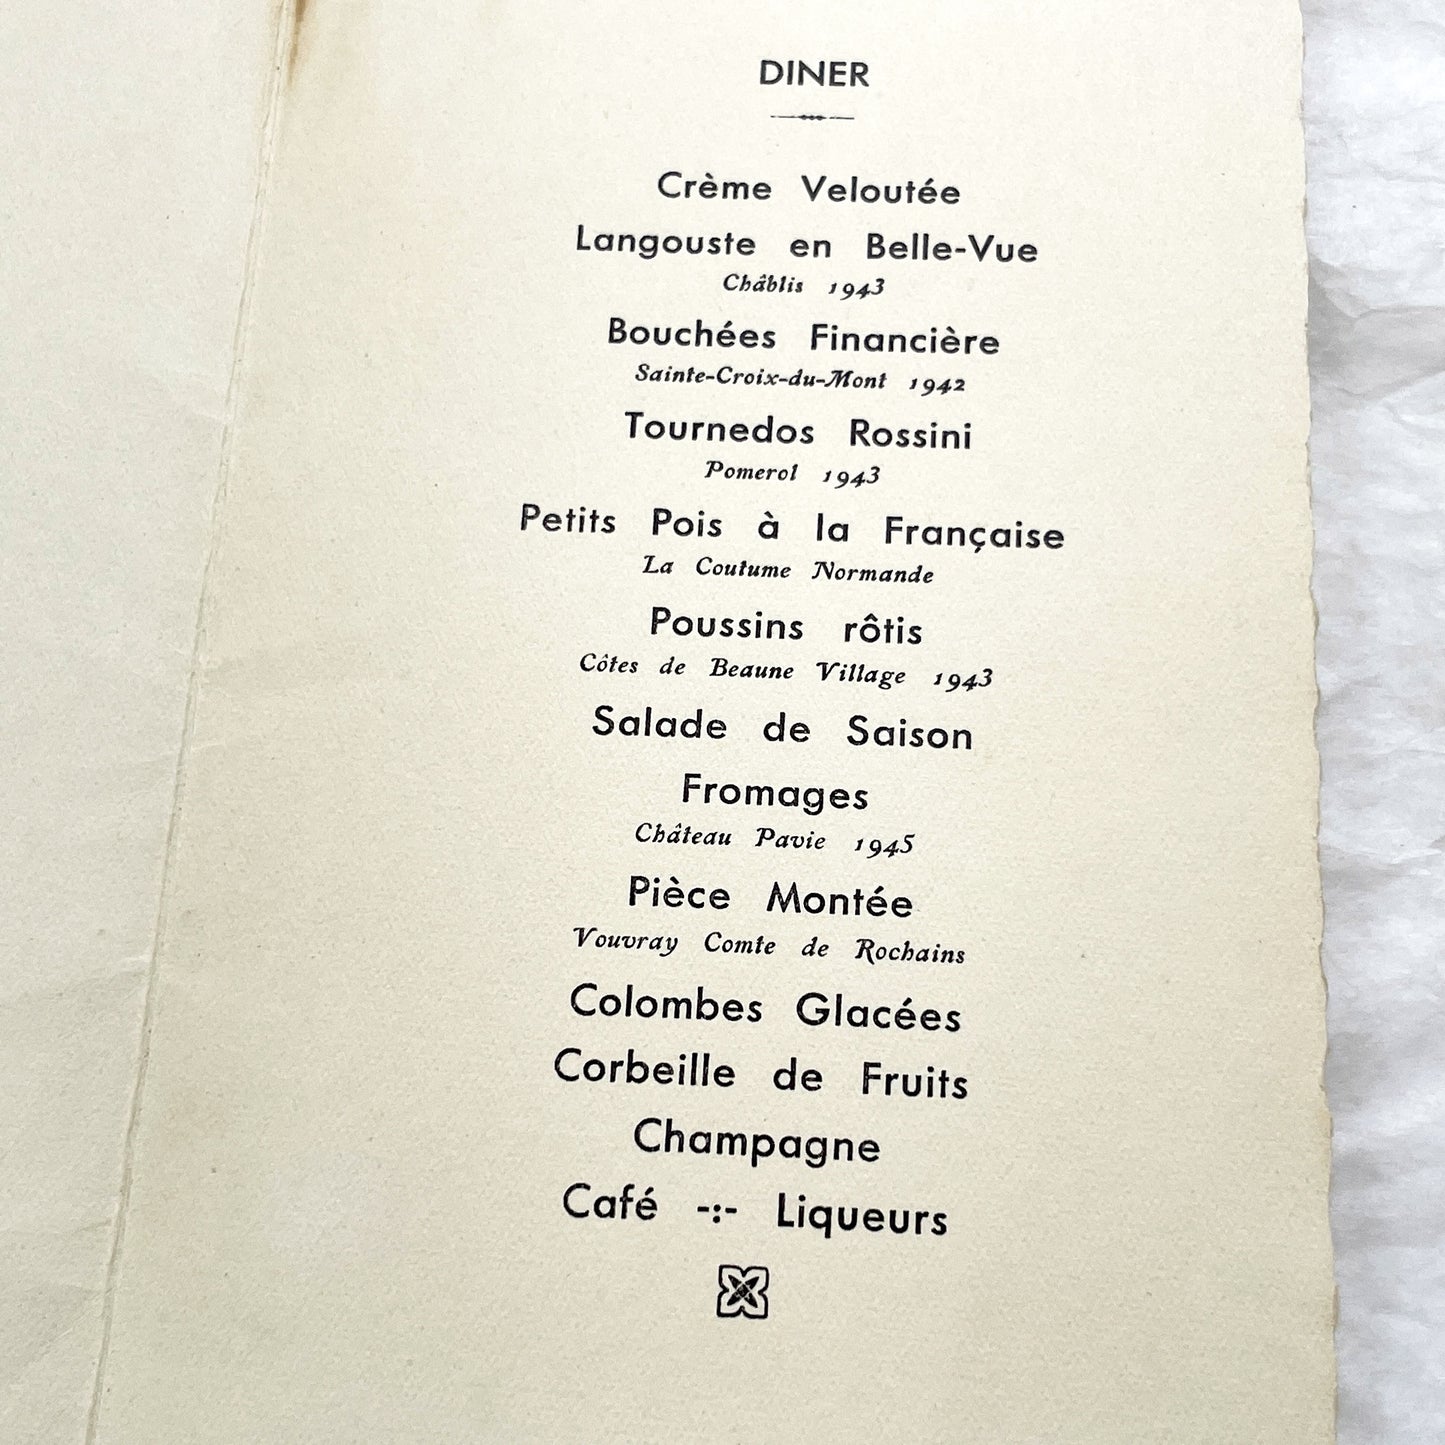 DINER
Crème Veloutée
Langouste en Belle-Vue
Châblis 1943
Bouchées Financière
Sainte-Croix-du-Mont 1942
Tournedos Rossini
Pomerol 1943
Petits Pois à la Française
La Coutume Normande
Poussins rôtis
Côtes de Beaune Village 1943
Salade de Saison
Fromages
Château Pavie 1945
Pièce Montée
Vouvray Comte de Rochains
Colombes Glacées
Corbeille de Fruits
Champagne
Café -:- Liqueurs